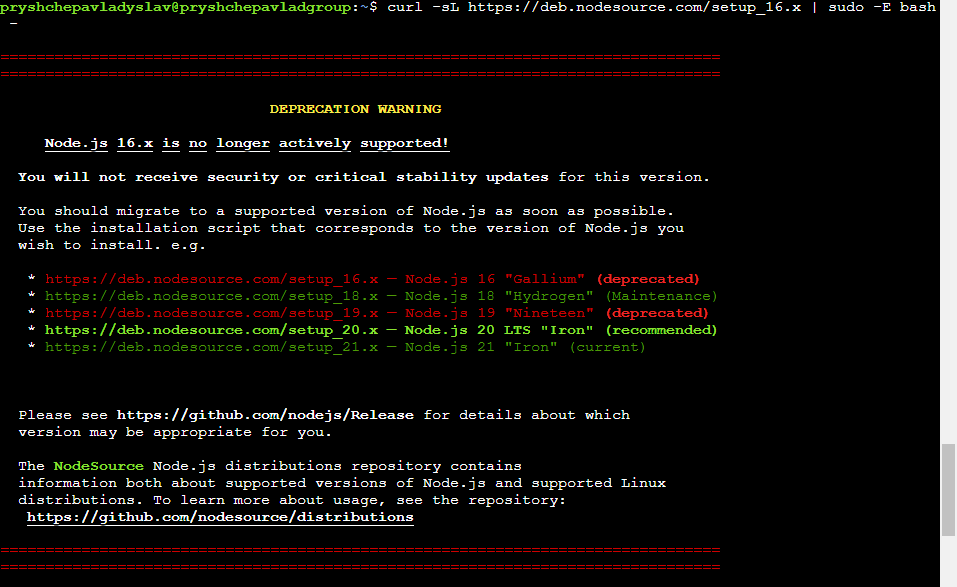 pryshchepavladyslav@pryshchepavladgroup:~$ curl -sL https://deb.nodesource.com/setup_16.x | sudo -E bash
-
================================================================================
================================================================================
DEPRECATION WARNING
Node.js 16.x is no longer actively supported!
You will not receive security or critical stability updates for this version.
You should migrate to a supported version of Node.js as soon as possible.
Use the installation script that corresponds to the version of Node.js you
wish to install. e.g.
* https://deb.nodesource.com/setup_16.x — Node.js 16 "Gallium" (deprecated)
* https://deb.nodesource.com/setup_18.x — Node.js 18 "Hydrogen" (Maintenance)
* https://deb.nodesource.com/setup_19.x — Node.js 19 "Nineteen" (deprecated)
* https://deb.nodesource.com/setup_20.x — Node.js 20 LTS "Iron" (recommended)
* https://deb.nodesource.com/setup_21.x — Node.js 21 "Iron" (current)
Please see https://github.com/nodejs/Release for details about which
version may be appropriate for you.
The NodeSource Node.js distributions repository contains
information both about supported versions of Node.js and supported Linux
distributions. To learn more about usage, see the repository:
https://github.com/nodesource/distributions
================================================================================
================================================================================